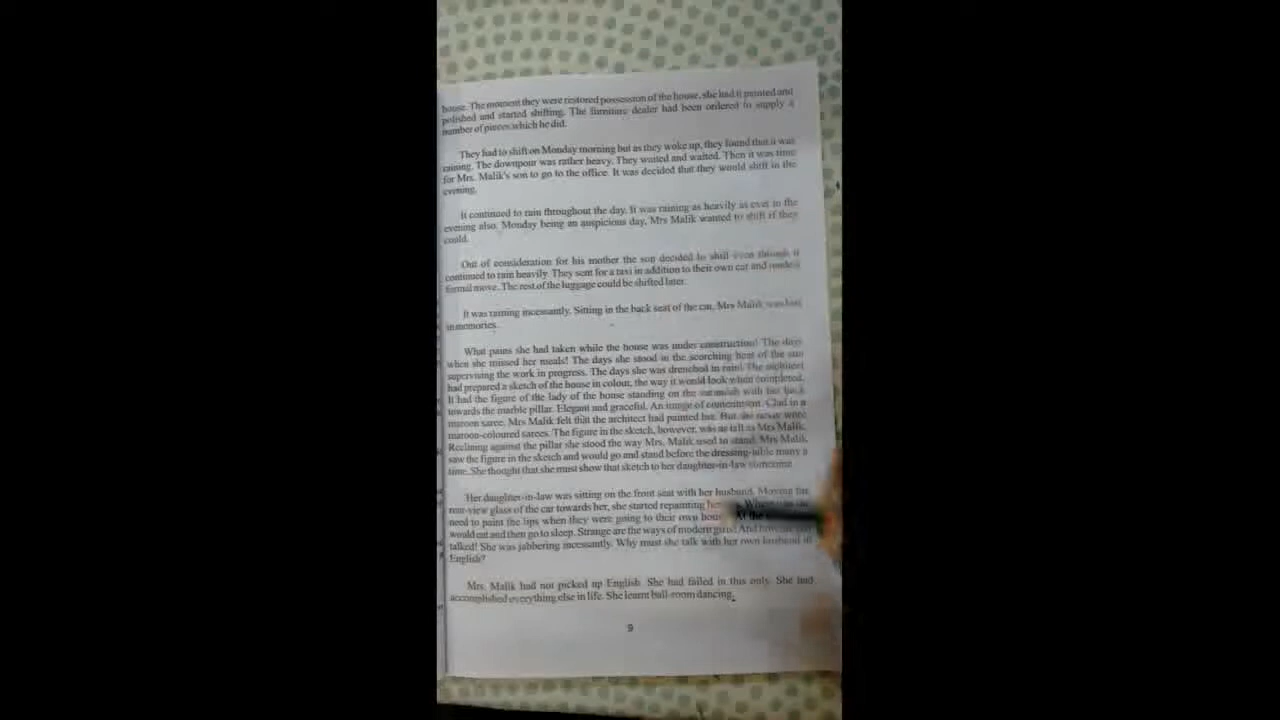 house. The moment they were restored possession of the house, she had it painted and
polished and started shifting. The furniture dealer had been ordered to supply a
number of pieces which he did.
They had to shift on Monday morning but as they woke up, they found that it was
raining. The downpour was rather heavy. They waited and waited. Then it was time
for Mrs. Malik's son to go to the office. It was decided that they would shift in the
evening.
It continued to rain throughout the day. It was raining as heavily as ever in the
evening also. Monday being an auspicious day, Mrs Malik wanted to shift if they
could.
Out of consideration for his mother the son decided to shift even through it
continued to rain heavily. They sent for a taxi in addition to their own car and made a
formal move. The rest of the luggage could be shifted later.
It was raining incessantly. Sitting in the back seat of the car, Mrs Malik was lost
in memories.
What pains she had taken while the house was under construction! The days
when she missed her meals! The days she stood in the scorching heat of the sun
supervising the work in progress. The days she was drenched in rain! The architect
had prepared a sketch of the house in colour, the way it would look when completed.
It had the figure of the lady of the house standing on the verandah with her back
towards the marble pillar. Elegant and graceful. An image of contentment. Clad in a
maroon saree. Mrs Malik felt that the architect had painted her. But she never wore
maroon-coloured sarees. The figure in the sketch, however, was as tall as Mrs Malik.
Reclining against the pillar she stood the way Mrs. Malik used to stand. Mrs Malik
saw the figure in the sketch and would go and stand before the dressing-table many a
time. She thought that she must show that sketch to her daughter-in-law sometime.
Her daughter-in-law was sitting on the front seat with her husband. Moving the
rear-view glass of the car towards her, she started repainting her
need to paint the lips when they were going to their own At the
would eat and then go to sleep. Strange are the ways of modern girls! And how
talked! She was jabbering incessantly. Why must she talk with her own husband in
English?
Mrs. Malik had not picked up English. She had failed in this only. She had
accomplished everything else in life. She learnt ball-room dancing.
9